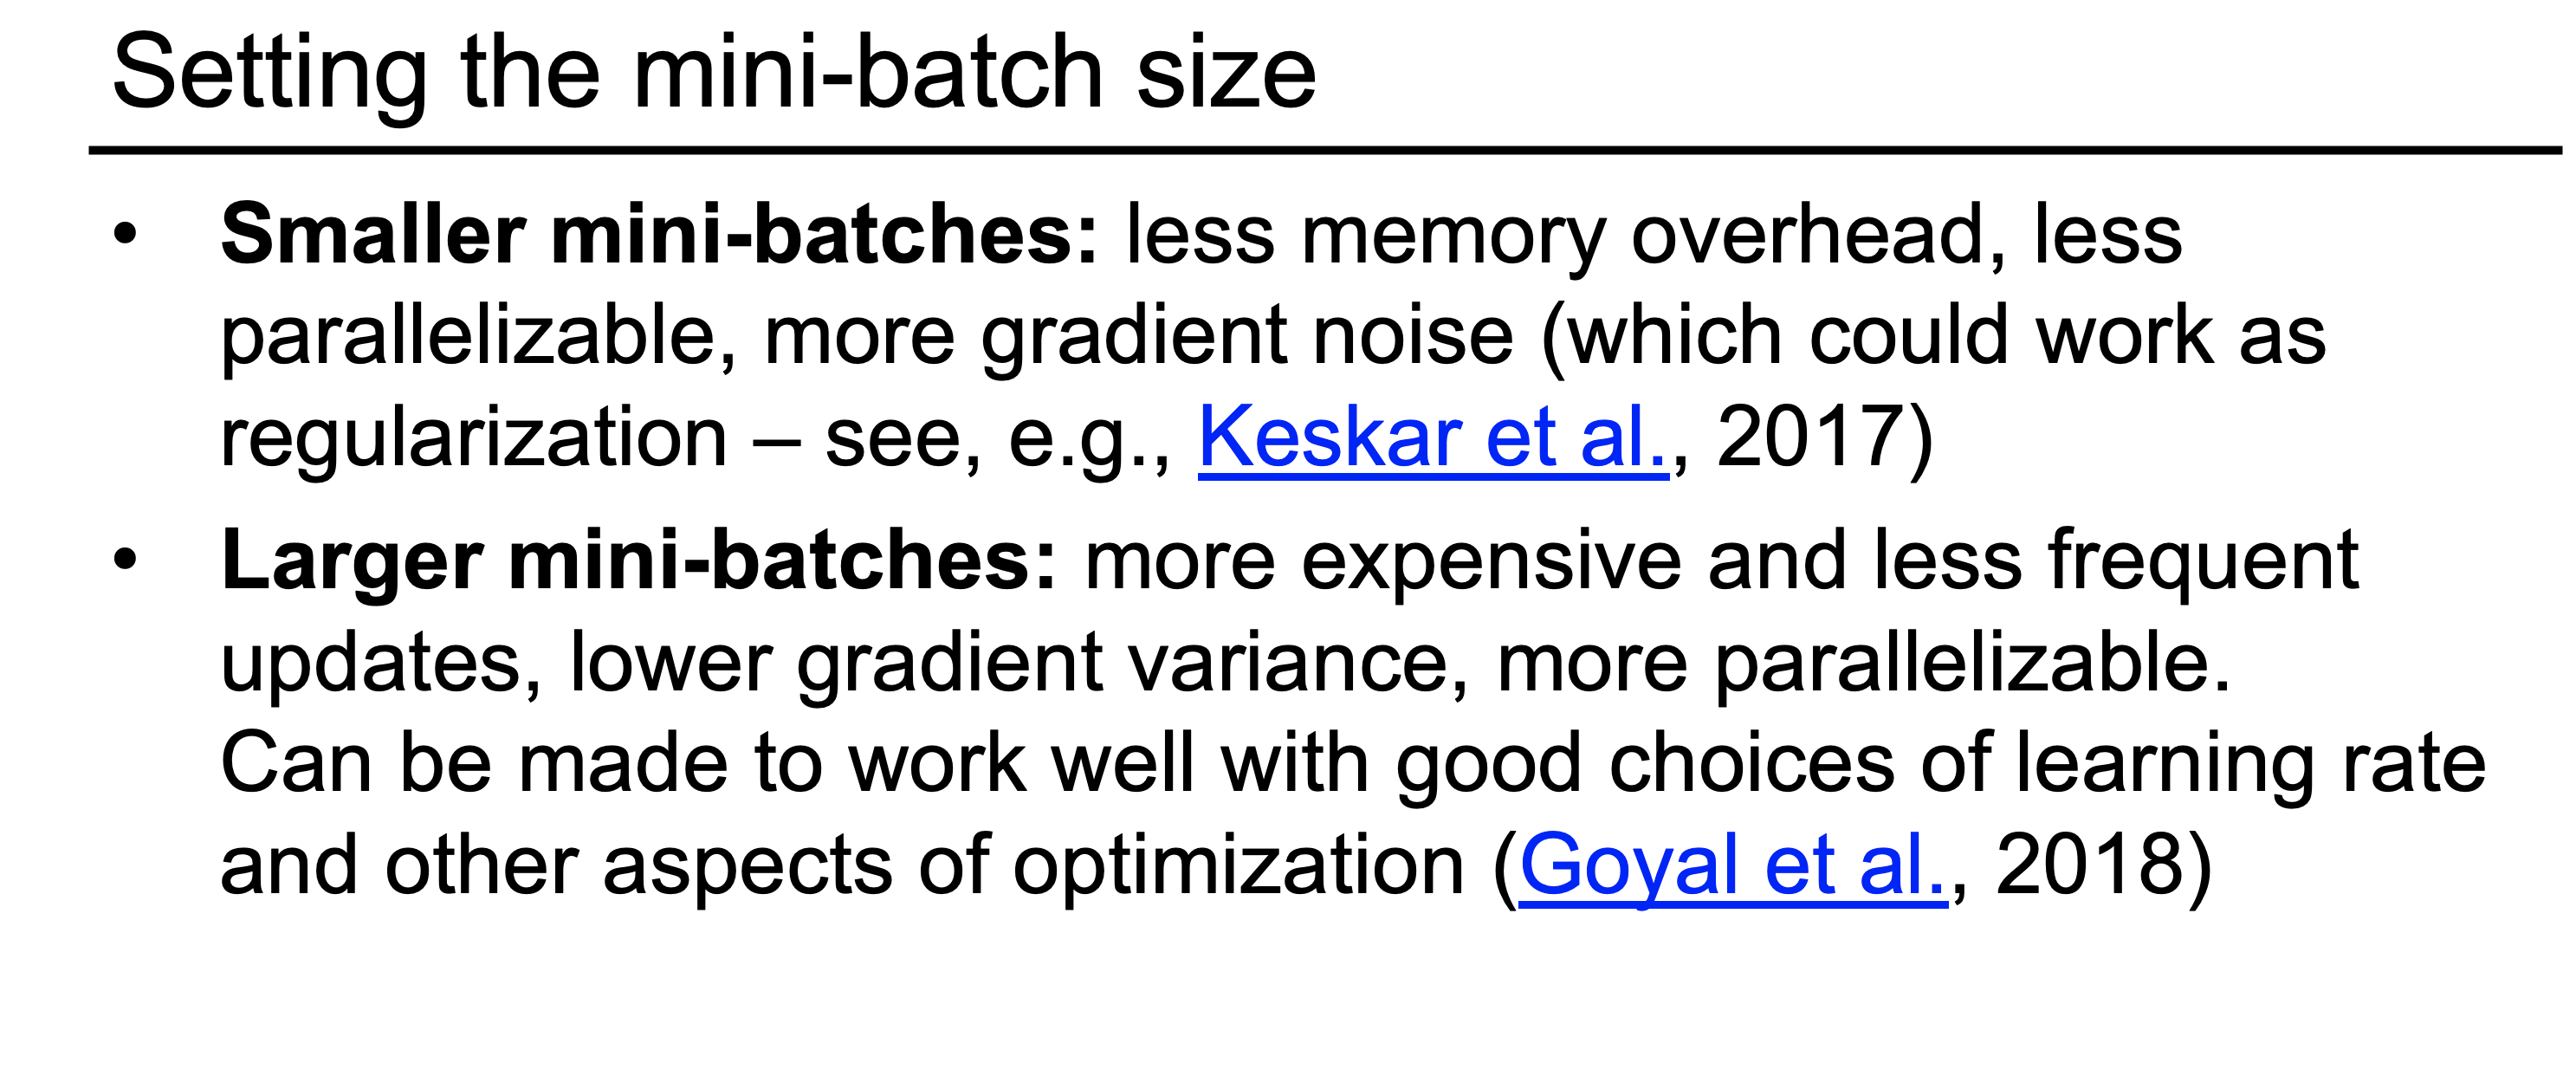 Setting the mini-batch size
• Smaller mini-batches: less memory overhead, less
parallelizable, more gradient noise (which could work as
regularization – see, e.g., Keskar et al., 2017)
• Larger mini-batches: more expensive and less frequent
updates, lower gradient variance, more parallelizable.
Can be made to work well with good choices of learning rate
and other aspects of optimization (Goyal et al., 2018)